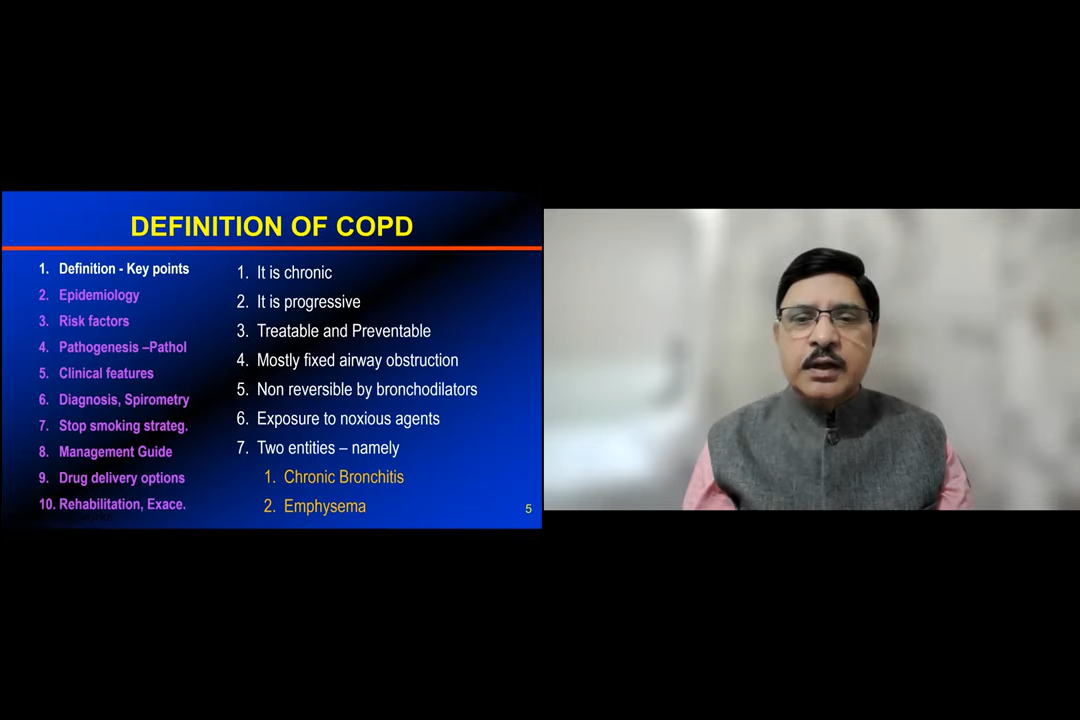 DEFINITION OF COPD
1. Definition - Key points
2. Epidemiology
3. Risk factors
4. Pathogenesis –Pathol
5. Clinical features
6. Diagnosis, Spirometry
7. Stop smoking strateg.
8. Management Guide
9. Drug delivery options
10. Rehabilitation, Exace.
1. It is chronic
2. It is progressive
3. Treatable and Preventable
4. Mostly fixed airway obstruction
5. Non reversible by bronchodilators
6. Exposure to noxious agents
7. Two entities – namely
1. Chronic Bronchitis
2. Emphysema
5